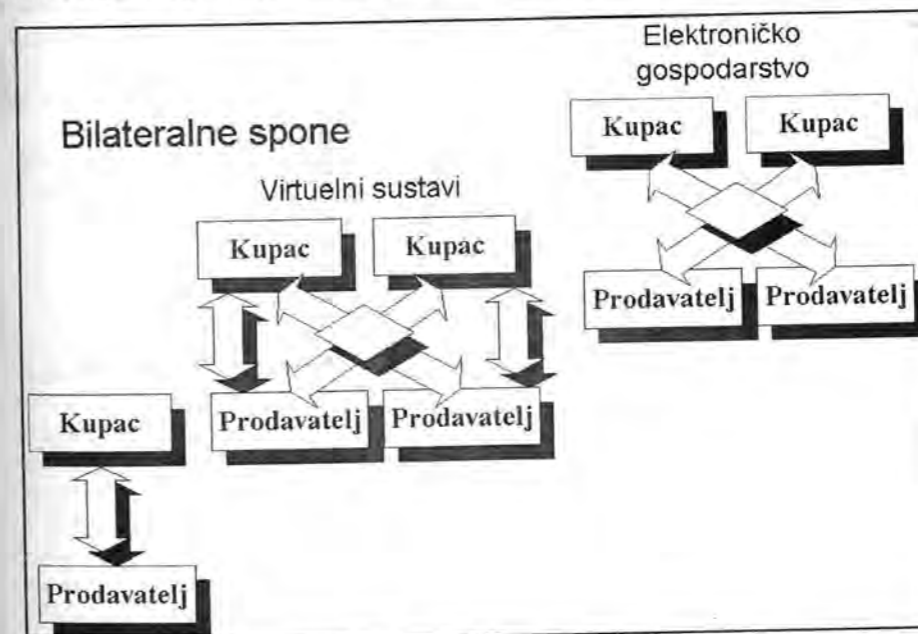 Elektroničko
gospodarstvo
Kupac Kupac
Prodavatelj Prodavatelj
Bilateralne spone
Virtuelni sustavi
Kupac Kupac
Prodavatelj Prodavatelj
Kupac
Prodavatelj